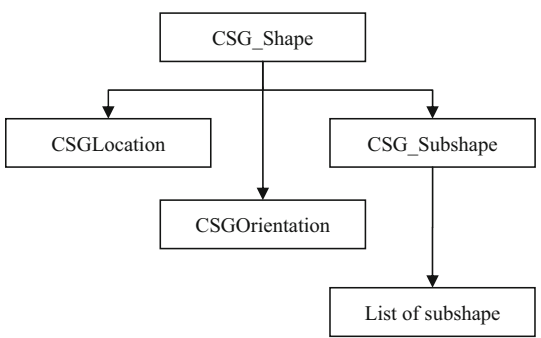 CSG_Shape
CSGLocation
CSG_Subshape
CSGOrientation
List of subshape